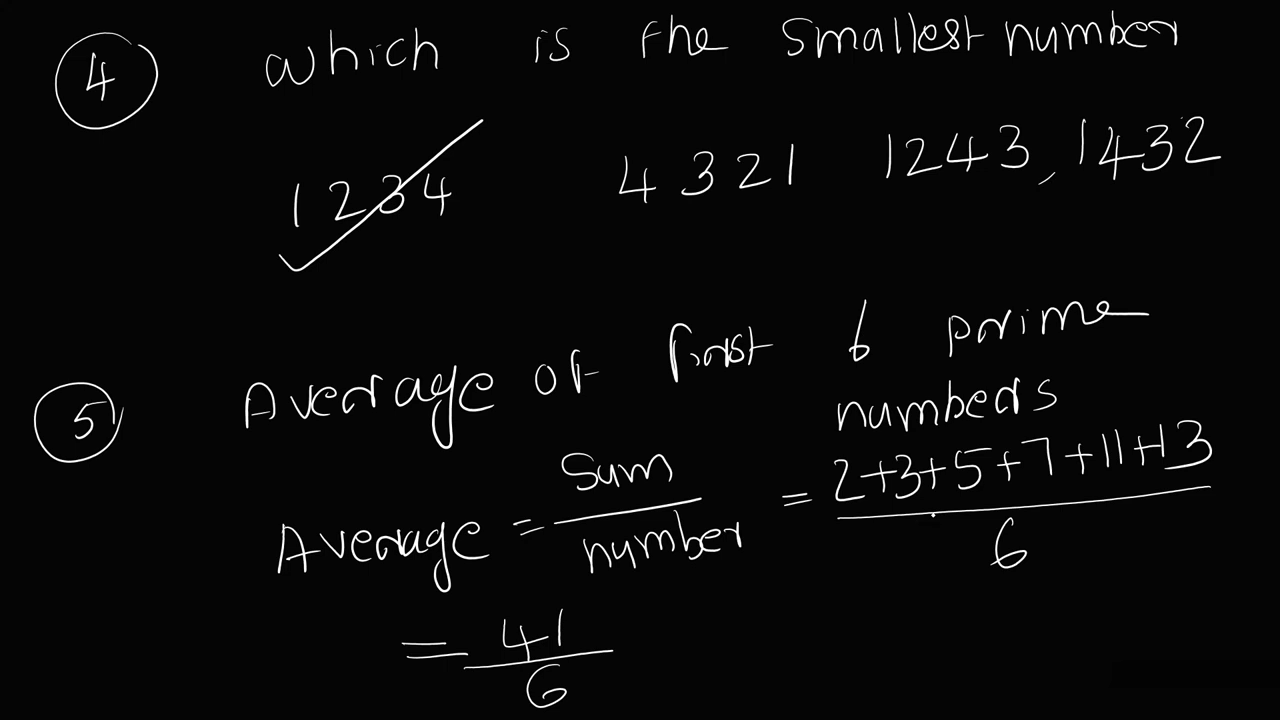 4 Which is the smallest number
1234 4321 1243, 1432
5 Average of first 6 prime
numbers
Average = Sum / number = 2+3+5+7+11+13 / 6
= 41 / 6